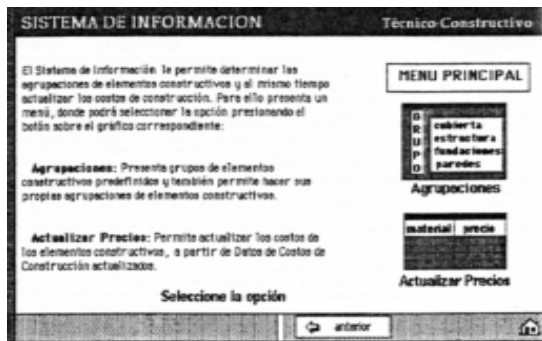 SISTEMA DE INFORMACION
Técnico-Constructivo
El Sistema de Información le permite determinar las
agrupaciones de elementos constructivos y al mismo tiempo
actualizar los costos de construcción. Para ello presenta un
menú, donde podrá seleccionar la opción presionando el
botón sobre el gráfico correspondiente:
Agrupaciones: Presenta grupos de elementos
constructivos predefinidos y también permite hacer sus
propias agrupaciones de elementos constructivos.
Actualizar Precios: Permite actualizar los costos de
los elementos constructivos, a partir de Datos de Costos de
Construcción actualizados.
Seleccione la opción
MENU PRINCIPAL
GRUPO
cubierta
estructura
fundaciones
paredes
Agrupaciones
material precio
Actualizar Precios
anterior